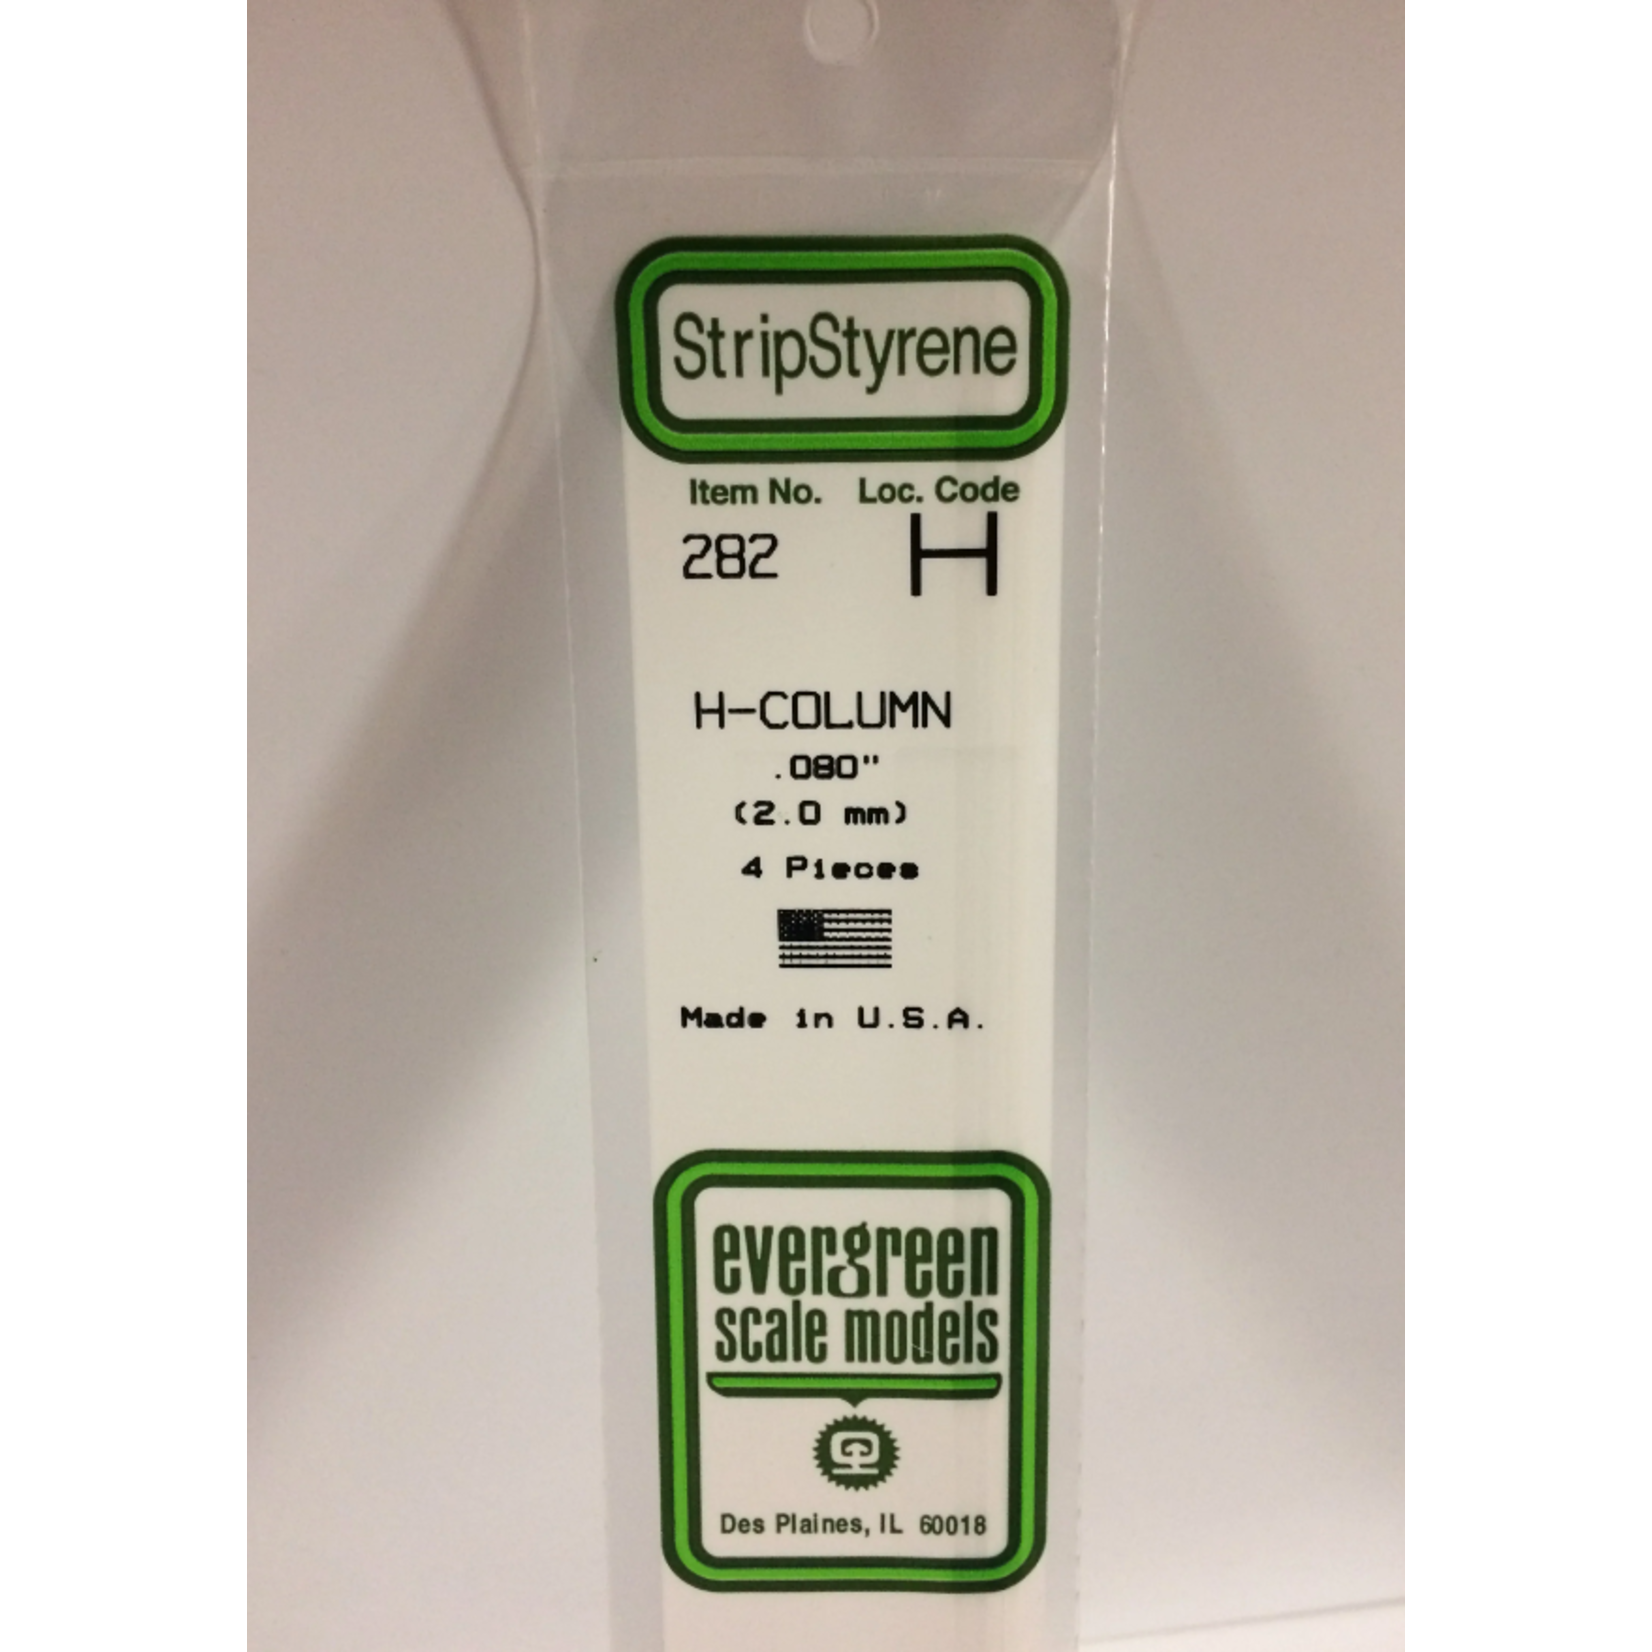 StripStyrene
Item No. Loc. Code
282 H
H-COLUMN
.080"
(2.0 mm)
4 Pieces
Made in U.S.A.
evergreen
scale models
Des Plaines, IL 60018